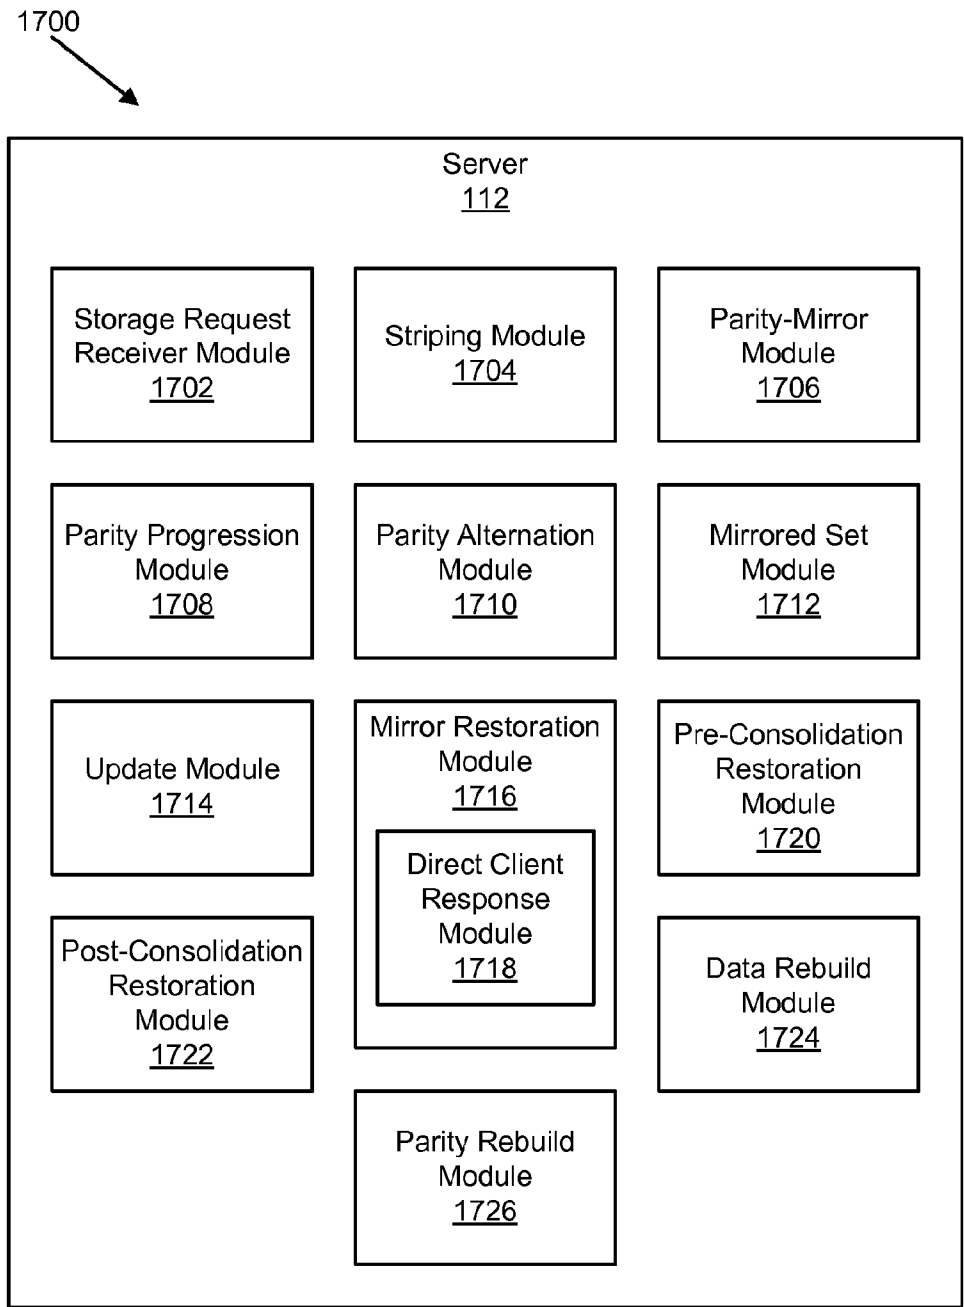 1700
Server
112
Storage Request
Receiver Module
1702
Striping Module
1704
Parity-Mirror
Module
1706
Parity Progression
Module
1708
Parity Alternation
Module
1710
Mirrored Set
Module
1712
Update Module
1714
Mirror Restoration
Module
1716
Direct Client
Response
Module
1718
Pre-Consolidation
Restoration
Module
1720
Post-Consolidation
Restoration
Module
1722
Data Rebuild
Module
1724
Parity Rebuild
Module
1726